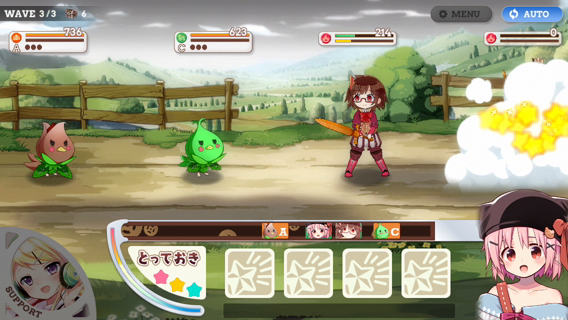 WAVE 3/3 6
MENU
AUTO
736
A
623
C
214
0
A
C
とっておき
SUPPORT